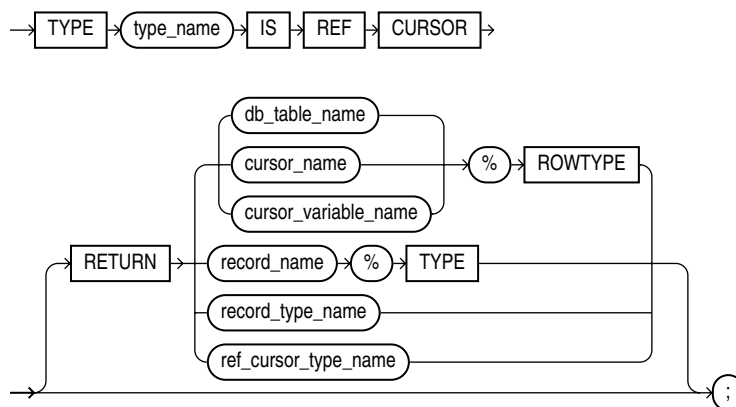 TYPE type_name IS REF CURSOR
db_table_name
cursor_name % ROWTYPE
cursor_variable_name
RETURN record_name % TYPE
record_type_name
ref_cursor_type_name
;